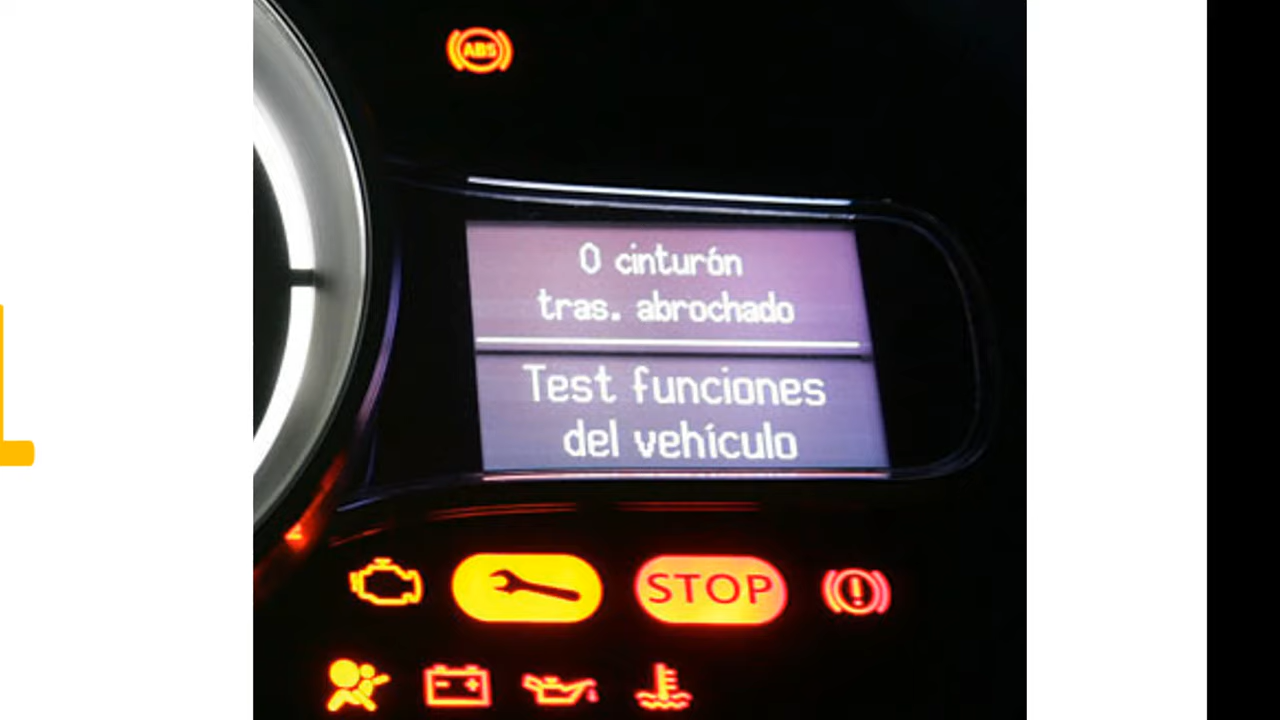 ABS
0 cinturón
tras. abrochado
Test funciones
del vehículo
STOP